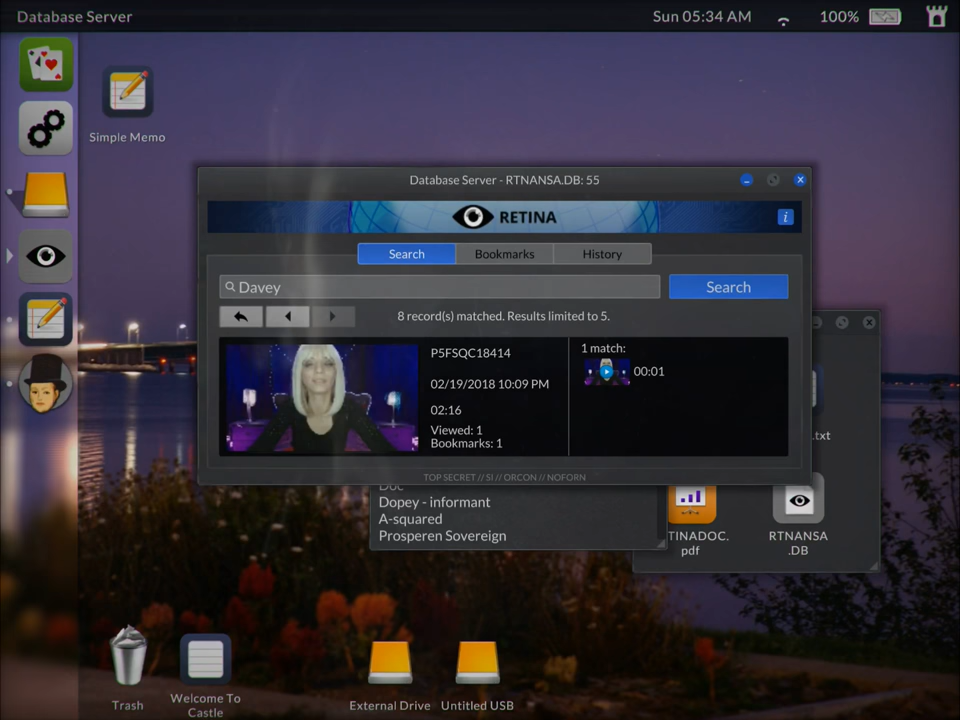 Database Server
Sun 05:34 AM
100%
Simple Memo
Database Server - RTNANSA.DB: 55
RETINA
i
Search
Bookmarks
History
Davey
Search
8 record(s) matched. Results limited to 5.
P5FSQC18414
02/19/2018 10:09 PM
02:16
Viewed: 1
Bookmarks: 1
1 match:
00:01
TOP SECRET // SI // ORCON // NOFORN
.txt
Doc
Dopey - informant
A-squared
Prosperen Sovereign
TINADOC.
pdf
RTNANSA
.DB
Trash
Welcome To
Castle
External Drive
Untitled USB